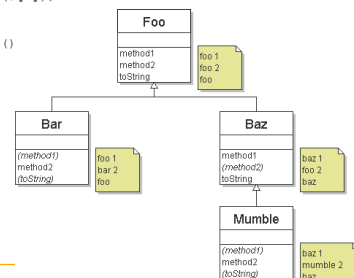 ()
Foo
method1
method2
toString
foo 1
foo 2
foo
Bar
(method1)
method2
(toString)
foo 1
bar 2
foo
Baz
method1
(method2)
toString
baz 1
foo 2
baz
Mumble
(method1)
method2
(toString)
baz 1
mumble 2
baz